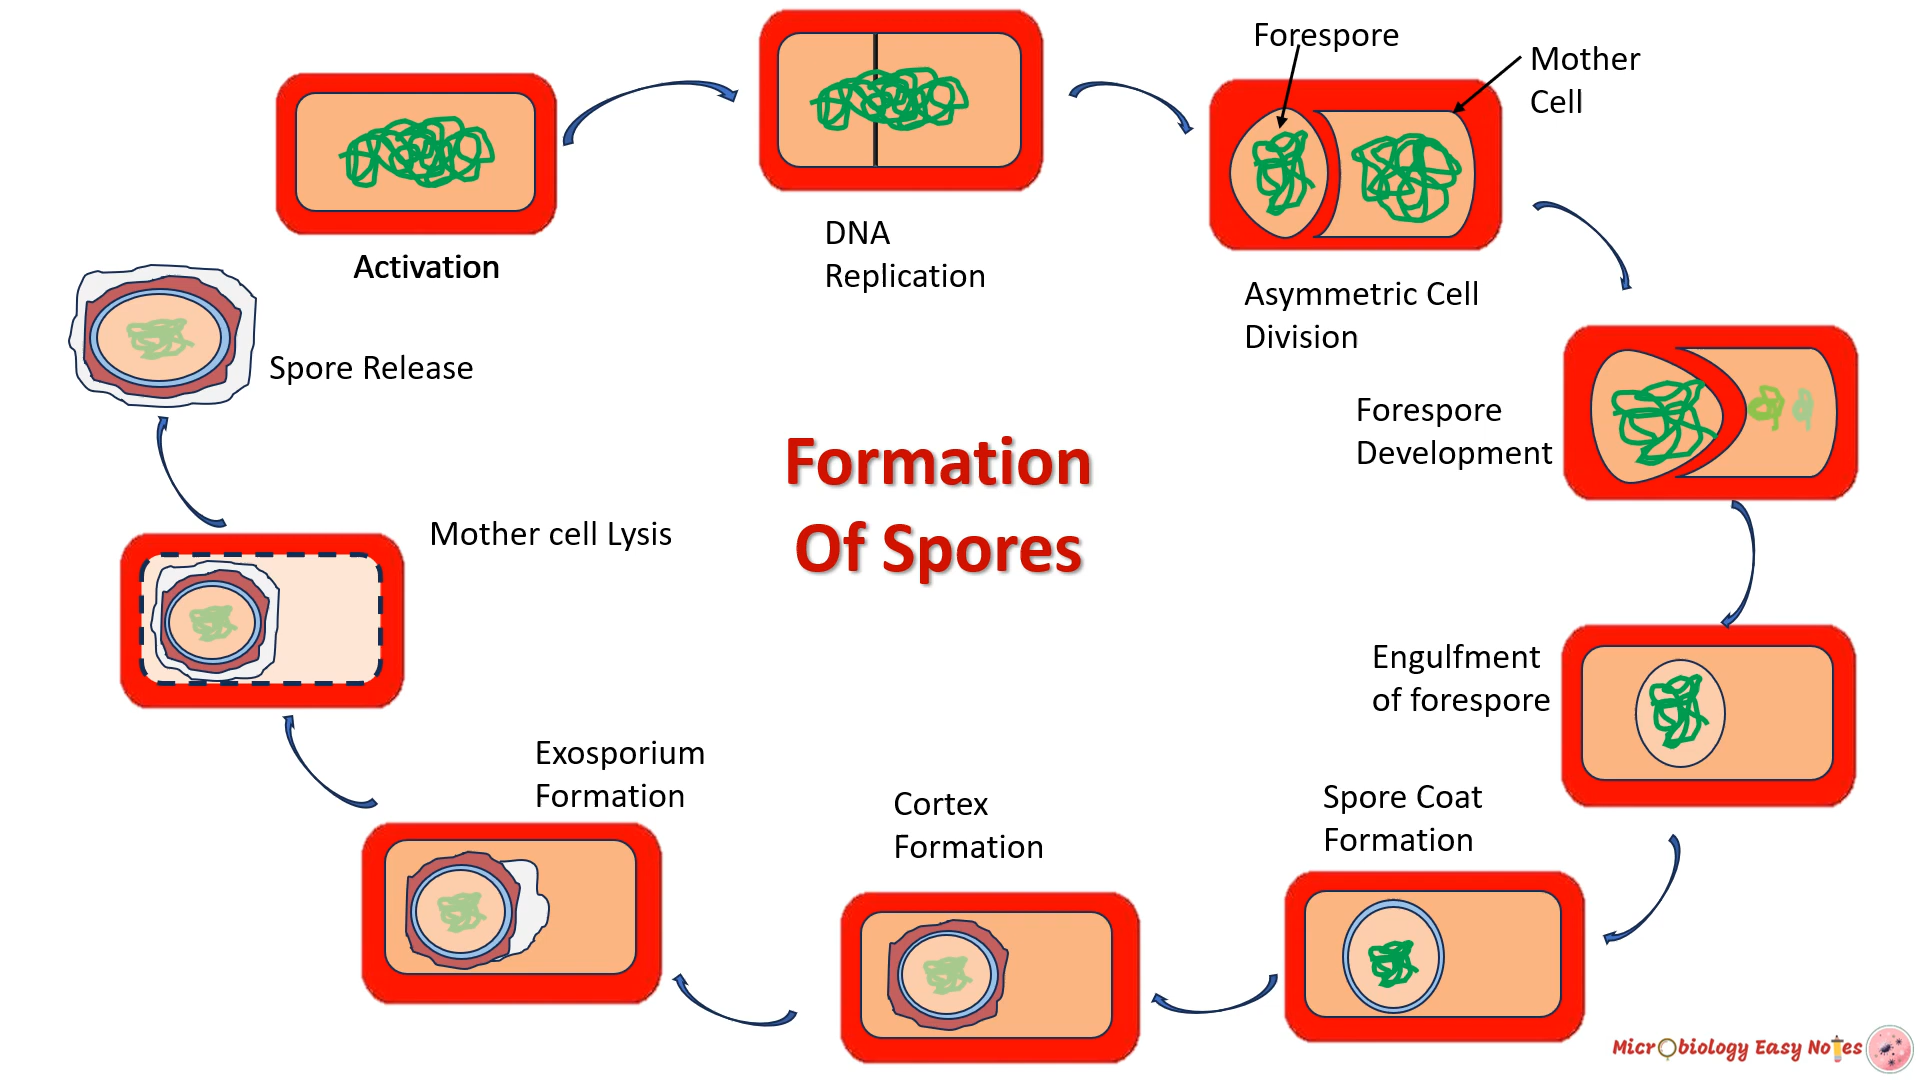 Forespore
Mother
Cell
Activation
DNA
Replication
Asymmetric Cell
Division
Spore Release
Forespore
Development
Formation
Of Spores
Mother cell Lysis
Engulfment
of forespore
Exosporium
Formation
Cortex
Formation
Spore Coat
Formation
Microbiology Easy Notes